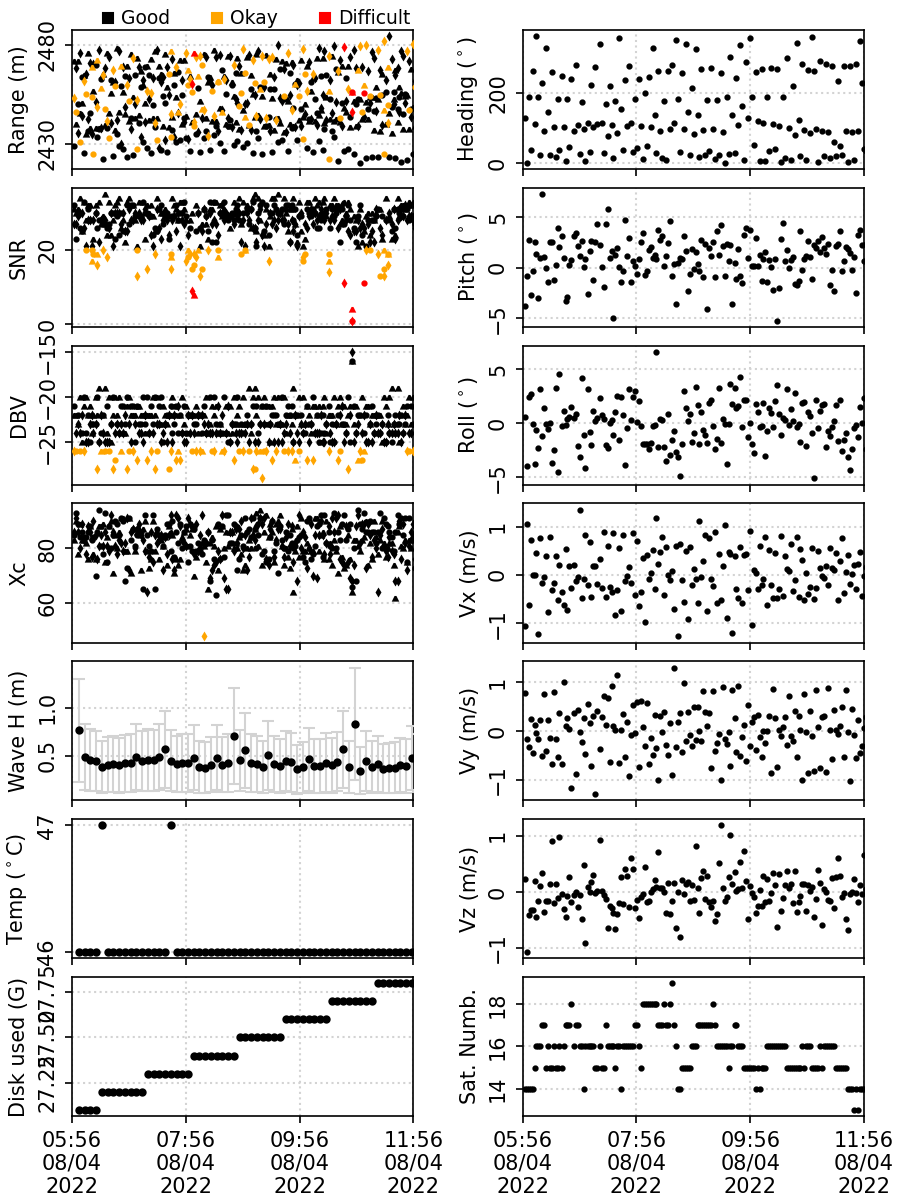 Good Okay Difficult
Range (m)
2480
2430
Heading (°)
200
0
SNR
20
0
Pitch (°)
5
0
−5
DBV
−15
−20
−25
Roll (°)
5
0
−5
Xc
80
60
Vx (m/s)
1
0
−1
Wave H (m)
1.0
0.5
Vy (m/s)
1
0
−1
Temp (°C)
47
46
Vz (m/s)
1
0
−1
Disk used (G)
27.75
27.50
27.25
Sat. Numb.
18
16
14
05:56 07:56 09:56 11:56
08/04 08/04 08/04 08/04
2022 2022 2022 2022
05:56 07:56 09:56 11:56
08/04 08/04 08/04 08/04
2022 2022 2022 2022